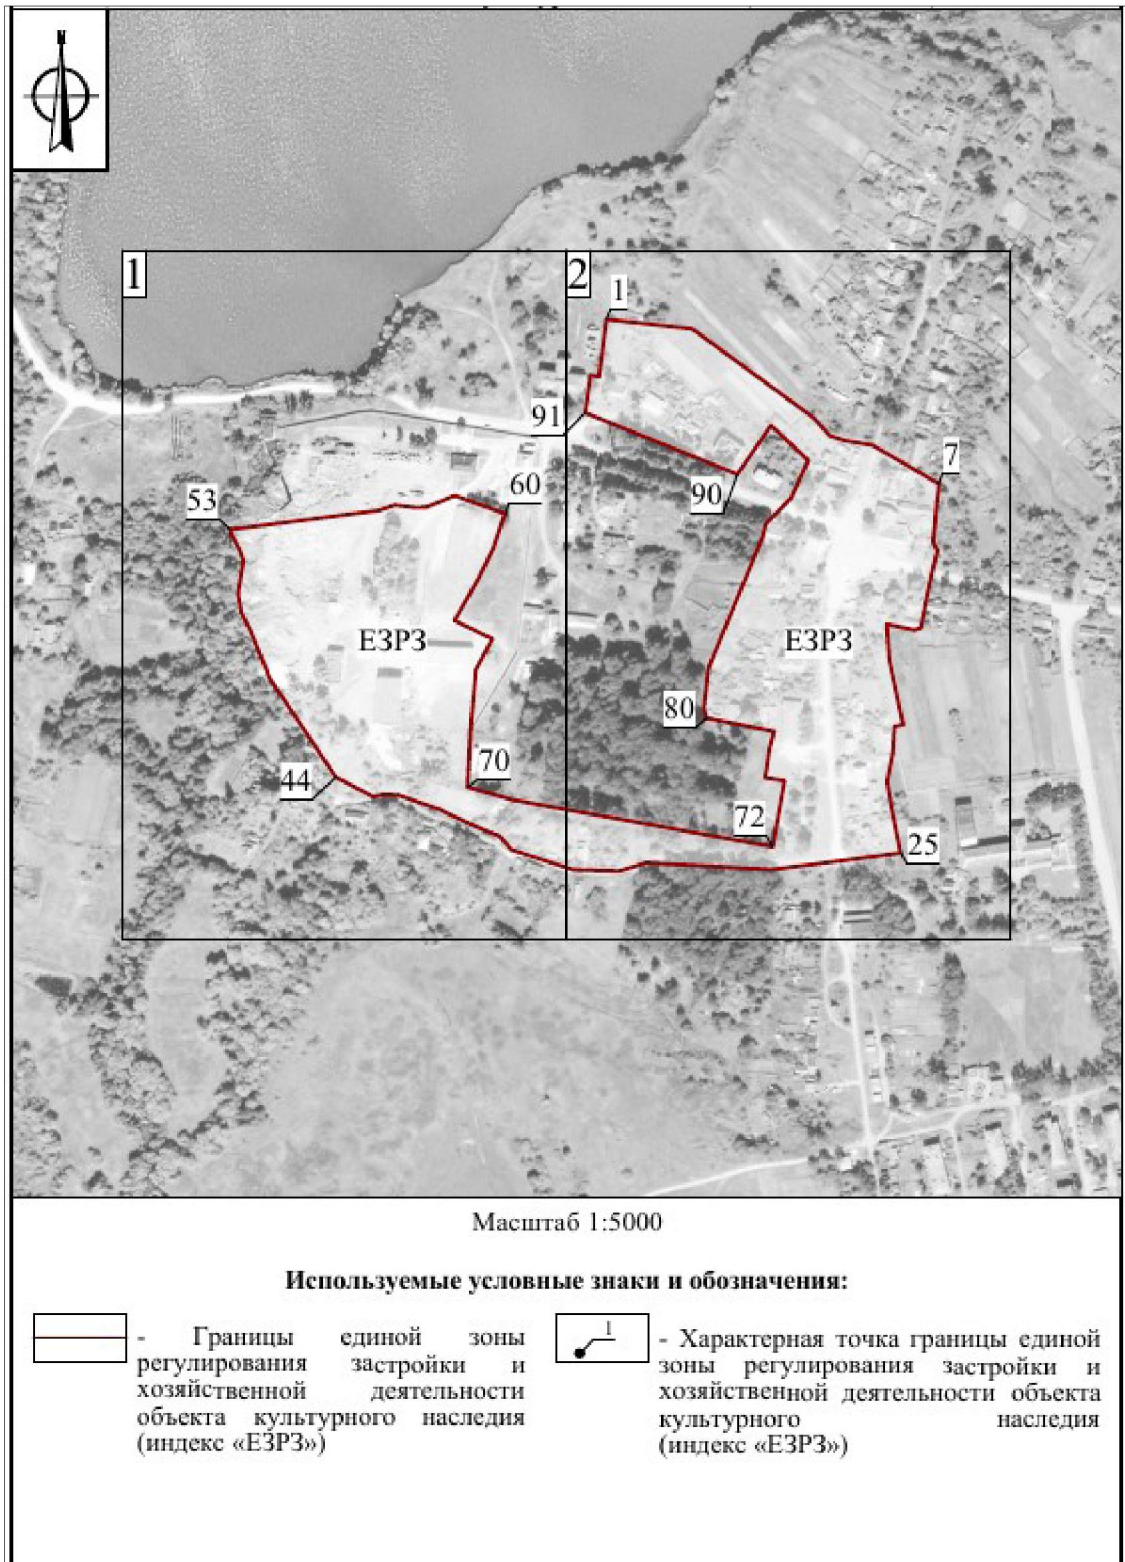 N
1
2
1
91
7
53
60
90
ЕЗРЗ
ЕЗРЗ
80
70
44
72
25
Масштаб 1:5000
Используемые условные знаки и обозначения:
- Границы единой зоны
регулирования застройки и
хозяйственной деятельности
объекта культурного наследия
(индекс «ЕЗРЗ»)
1
- Характерная точка границы единой
зоны регулирования застройки и
хозяйственной деятельности объекта
культурного наследия
(индекс «ЕЗРЗ»)